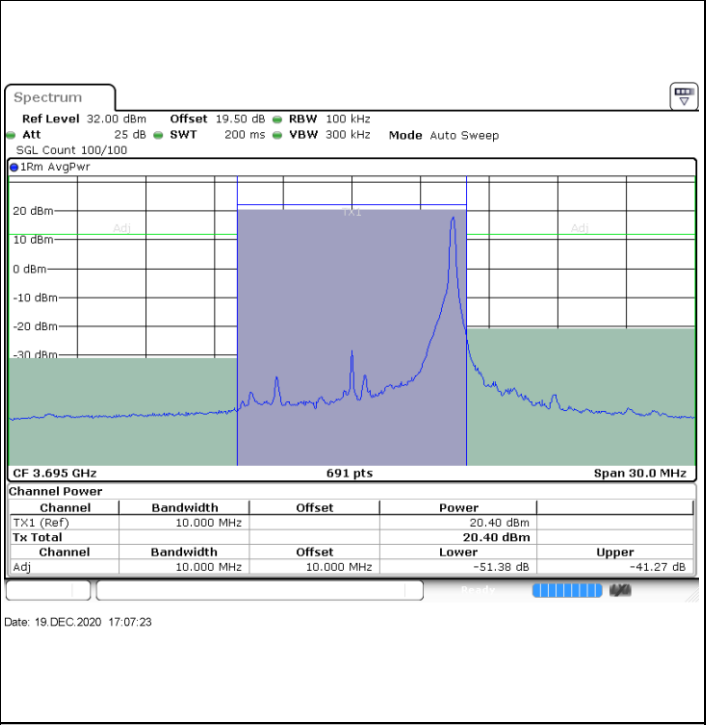 Spectrum
Ref Level 32.00 dBm Offset 19.50 dB RBW 100 kHz
Att 25 dB SWT 200 ms VBW 300 kHz Mode Auto Sweep
SGL Count 100/100
1Rm AvgPwr
20 dBm
TX1
Adj Adj
10 dBm
0 dBm
-10 dBm
-20 dBm
-30 dBm
CF 3.695 GHz 691 pts Span 30.0 MHz
Channel Power
Channel Bandwidth Offset Power
TX1 (Ref) 10.000 MHz 20.40 dBm
Tx Total 20.40 dBm
Channel Bandwidth Offset Lower Upper
Adj 10.000 MHz 10.000 MHz -51.38 dB -41.27 dB
Ready
Date: 19.DEC.2020 17:07:23